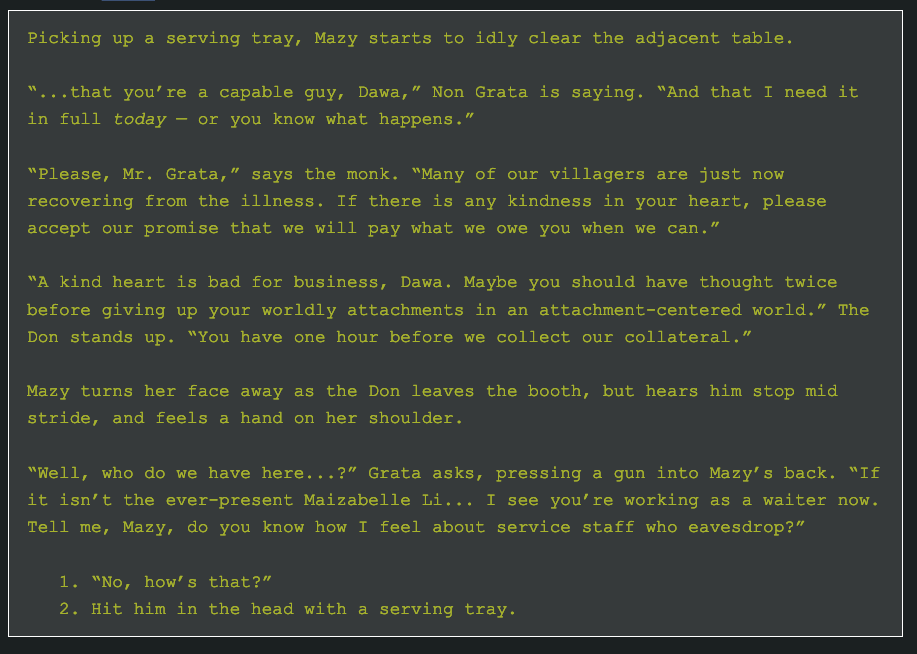 Picking up a serving tray, Mazy starts to idly clear the adjacent table.
“...that you’re a capable guy, Dawa,” Non Grata is saying. “And that I need it
in full today — or you know what happens.”
“Please, Mr. Grata,” says the monk. “Many of our villagers are just now
recovering from the illness. If there is any kindness in your heart, please
accept our promise that we will pay what we owe you when we can.”
“A kind heart is bad for business, Dawa. Maybe you should have thought twice
before giving up your worldly attachments in an attachment-centered world.” The
Don stands up. “You have one hour before we collect our collateral.”
Mazy turns her face away as the Don leaves the booth, but hears him stop mid
stride, and feels a hand on her shoulder.
“Well, who do we have here...?” Grata asks, pressing a gun into Mazy’s back. “If
it isn’t the ever-present Maizabelle Li... I see you’re working as a waiter now.
Tell me, Mazy, do you know how I feel about service staff who eavesdrop?”
1. “No, how’s that?”
2. Hit him in the head with a serving tray.